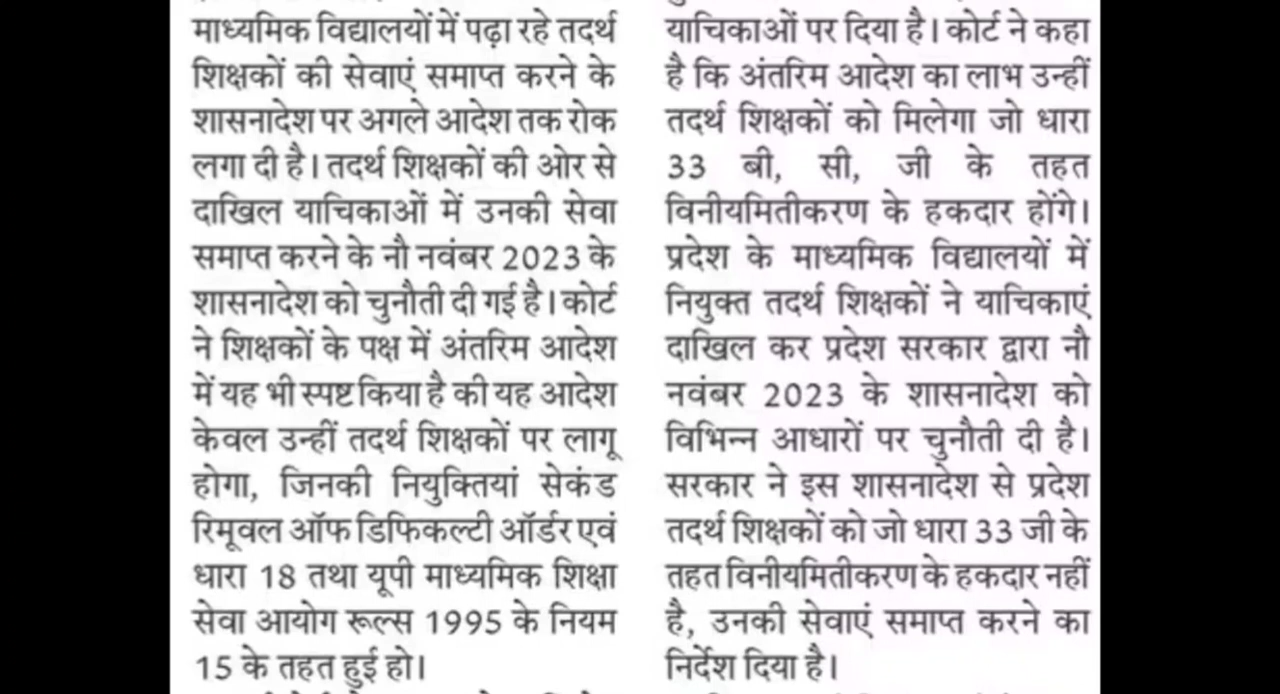 माध्यमिक विद्यालयों में पढ़ा रहे तदर्थ
शिक्षकों की सेवाएं समाप्त करने के
शासनादेश पर अगले आदेश तक रोक
लगा दी है। तदर्थ शिक्षकों की ओर से
दाखिल याचिकाओं में उनकी सेवा
समाप्त करने के नौ नवंबर 2023 के
शासनादेश को चुनौती दी गई है। कोर्ट
ने शिक्षकों के पक्ष में अंतरिम आदेश
में यह भी स्पष्ट किया है की यह आदेश
केवल उन्हीं तदर्थ शिक्षकों पर लागू
होगा, जिनकी नियुक्तियां सेकंड
रिमूवल ऑफ डिफिकल्टी ऑर्डर एवं
धारा 18 तथा यूपी माध्यमिक शिक्षा
सेवा आयोग रूल्स 1995 के नियम
15 के तहत हुई हो।
याचिकाओं पर दिया है। कोर्ट ने कहा
है कि अंतरिम आदेश का लाभ उन्हीं
तदर्थ शिक्षकों को मिलेगा जो धारा
33 बी, सी, जी के तहत
विनीयमितीकरण के हकदार होंगे।
प्रदेश के माध्यमिक विद्यालयों में
नियुक्त तदर्थ शिक्षकों ने याचिकाएं
दाखिल कर प्रदेश सरकार द्वारा नौ
नवंबर 2023 के शासनादेश को
विभिन्न आधारों पर चुनौती दी है।
सरकार ने इस शासनादेश से प्रदेश
तदर्थ शिक्षकों को जो धारा 33 जी के
तहत विनीयमितीकरण के हकदार नहीं
है, उनकी सेवाएं समाप्त करने का
निर्देश दिया है।